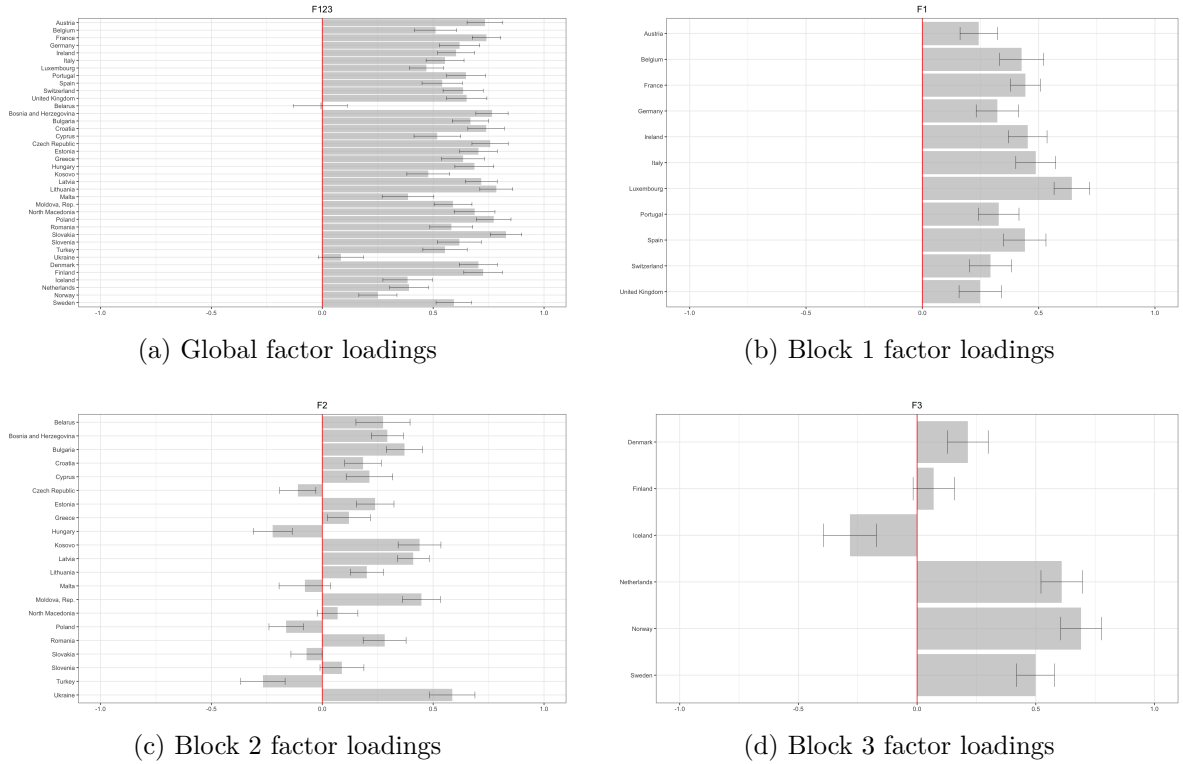 F123
Austria
Belgium
France
Germany
Ireland
Italy
Luxembourg
Portugal
Spain
Switzerland
United Kingdom
Belarus
Bosnia and Herzegovina
Bulgaria
Croatia
Cyprus
Czech Republic
Estonia
Greece
Hungary
Kosovo
Latvia
Lithuania
Malta
Moldova, Rep.
North Macedonia
Poland
Romania
Slovakia
Slovenia
Turkey
Ukraine
Denmark
Finland
Iceland
Netherlands
Norway
Sweden
-1.0 -0.5 0.0 0.5 1.0
(a) Global factor loadings
F1
Austria
Belgium
France
Germany
Ireland
Italy
Luxembourg
Portugal
Spain
Switzerland
United Kingdom
-1.0 -0.5 0.0 0.5 1.0
(b) Block 1 factor loadings
F2
Belarus
Bosnia and Herzegovina
Bulgaria
Croatia
Cyprus
Czech Republic
Estonia
Greece
Hungary
Kosovo
Latvia
Lithuania
Malta
Moldova, Rep.
North Macedonia
Poland
Romania
Slovakia
Slovenia
Turkey
Ukraine
-1.0 -0.5 0.0 0.5 1.0
(c) Block 2 factor loadings
F3
Denmark
Finland
Iceland
Netherlands
Norway
Sweden
-1.0 -0.5 0.0 0.5 1.0
(d) Block 3 factor loadings